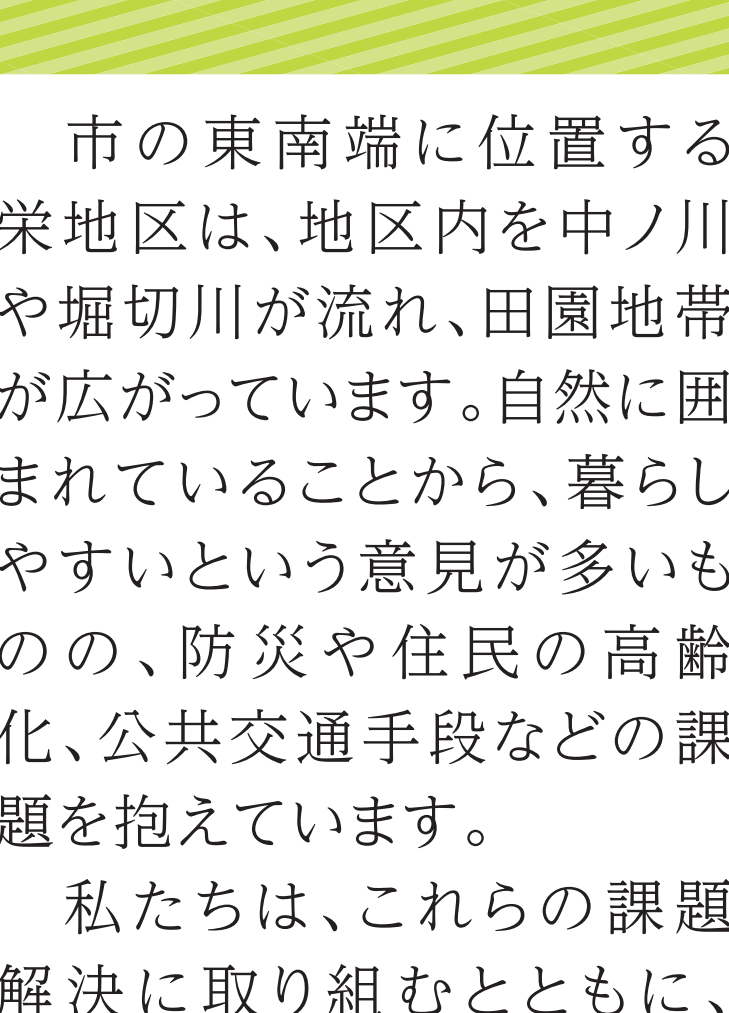 市の東南端に位置する
栄地区は、地区内を中ノ川
や堀切川が流れ、田園地帯
が広がっています。自然に囲
まれていることから、暮らし
やすいという意見が多いも
のの、防災や住民の高齢
化、公共交通手段などの課
題を抱えています。
　私たちは、これらの課題
解決に取り組むとともに、